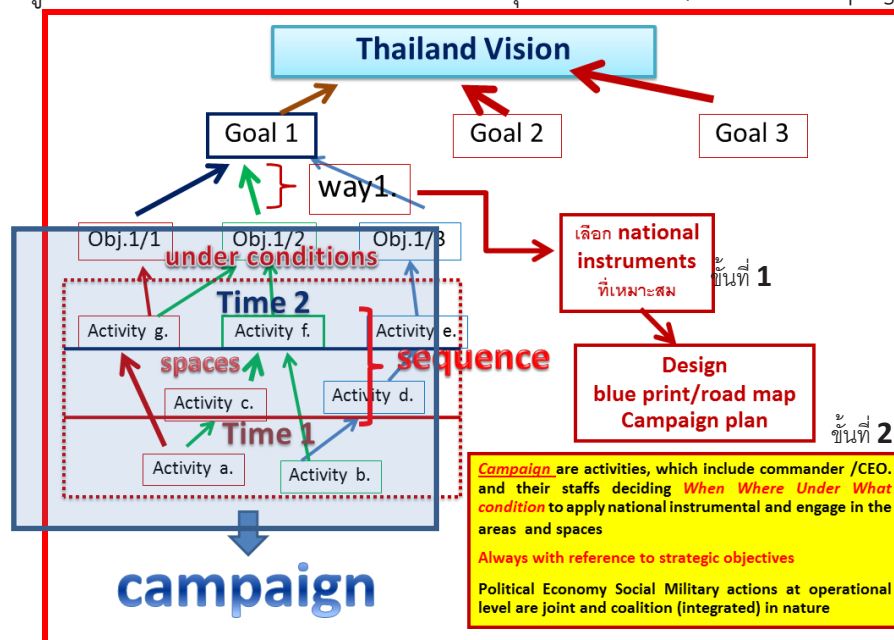 Thailand Vision
Goal 1
Goal 2
Goal 3
way1.
Obj.1/1
Obj.1/2
Obj.1/3
under conditions
เลือก national
instruments
ที่เหมาะสม
ขั้นที่ 1
Time 2
Activity g.
Activity f.
Activity e.
spaces
sequence
Activity c.
Activity d.
Time 1
Activity a.
Activity b.
Design
blue print/road map
Campaign plan
ขั้นที่ 2
campaign
Campaign are activities, which include commander /CEO.
and their staffs deciding When Where Under What
condition to apply national instrumental and engage in the
areas and spaces
Always with reference to strategic objectives
Political Economy Social Military actions at operational
level are joint and coalition (integrated) in nature